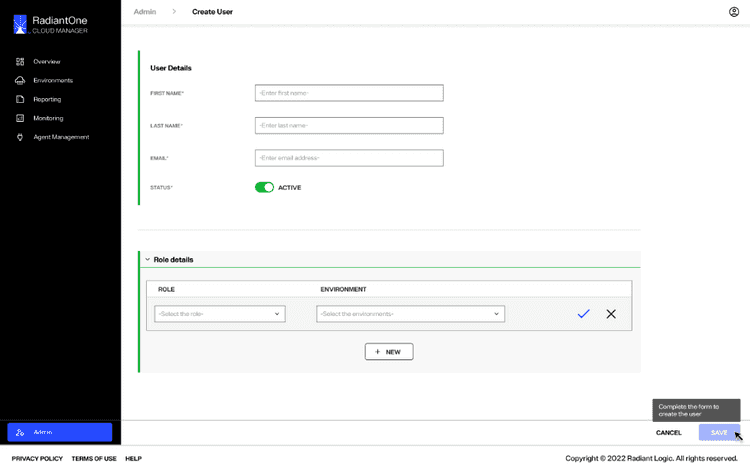 RadiantOne
CLOUD MANAGER
Admin > Create User
Overview
Environments
Reporting
Monitoring
Agent Management
Admin
User Details
FIRST NAME*
-Enter first name-
LAST NAME*
-Enter last name-
EMAIL*
-Enter email address-
STATUS*
ACTIVE
Role details
ROLE ENVIRONMENT
-Select the role- -Select the environments-
+ NEW
Complete the form to
create the user
CANCEL SAVE
PRIVACY POLICY TERMS OF USE HELP Copyright © 2022 Radiant Logic. All rights reserved.